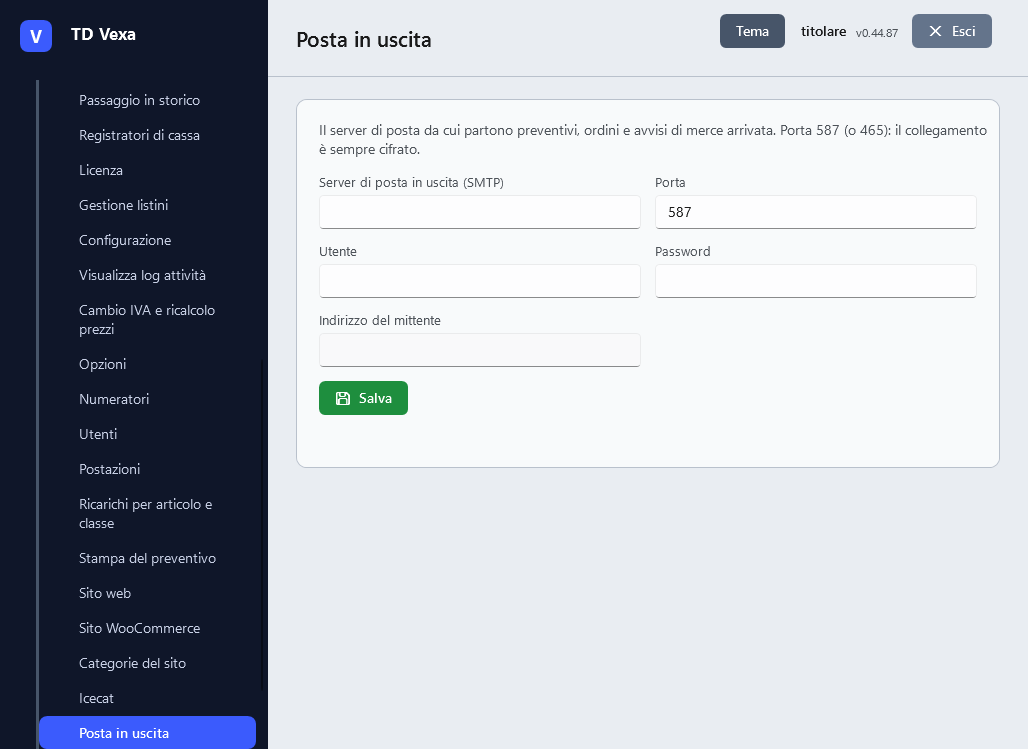 V
TD Vexa
Passaggio in storico
Registratori di cassa
Licenza
Gestione listini
Configurazione
Visualizza log attività
Cambio IVA e ricalcolo
prezzi
Opzioni
Numeratori
Utenti
Postazioni
Ricarichi per articolo e
classe
Stampa del preventivo
Sito web
Sito WooCommerce
Categorie del sito
Icecat
Posta in uscita
Posta in uscita
Tema
titolare v0.44.87
Esci
Il server di posta da cui partono preventivi, ordini e avvisi di merce arrivata. Porta 587 (o 465): il collegamento
è sempre cifrato.
Server di posta in uscita (SMTP)
Porta
587
Utente
Password
Indirizzo del mittente
Salva